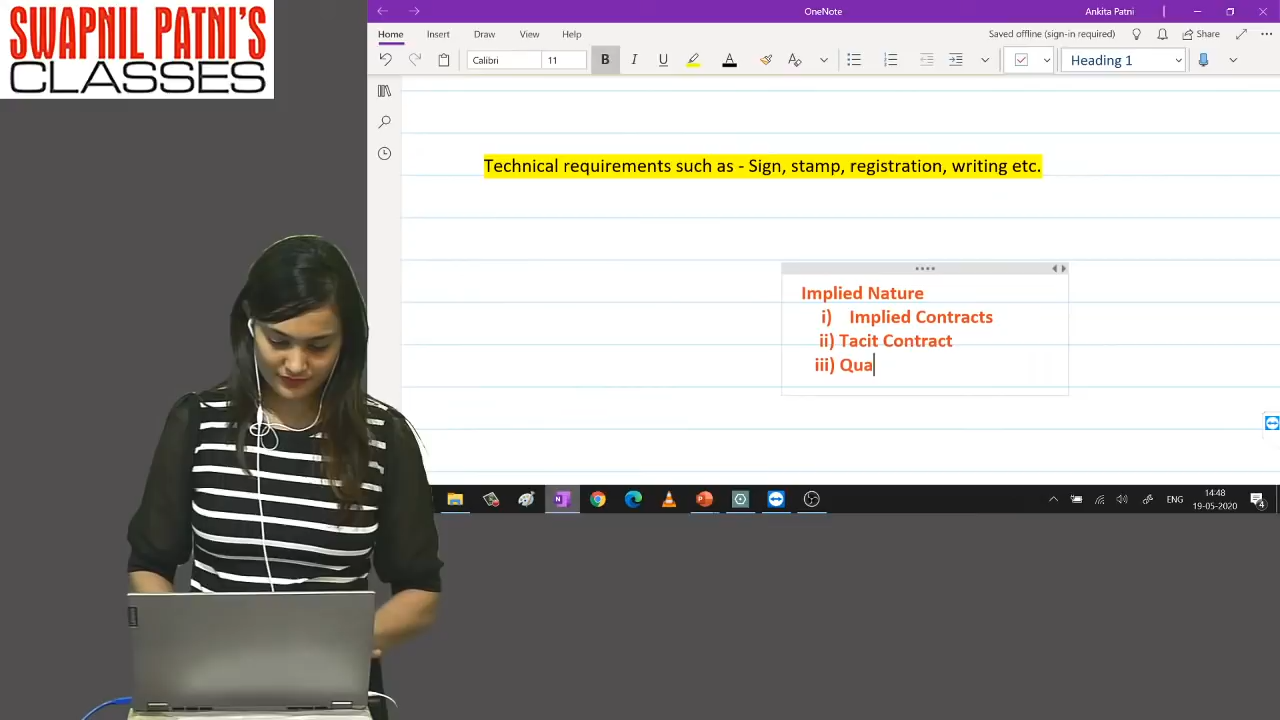 SWAPNIL PATNI'S
CLASSES
OneNote
Ankita Patni
Home Insert Draw View Help
Saved offline (sign-in required)
Share
Calibri 11 B I U A Heading 1
Technical requirements such as - Sign, stamp, registration, writing etc.
Implied Nature
i) Implied Contracts
ii) Tacit Contract
iii) Qua
ENG
14:48
19-05-2020
4